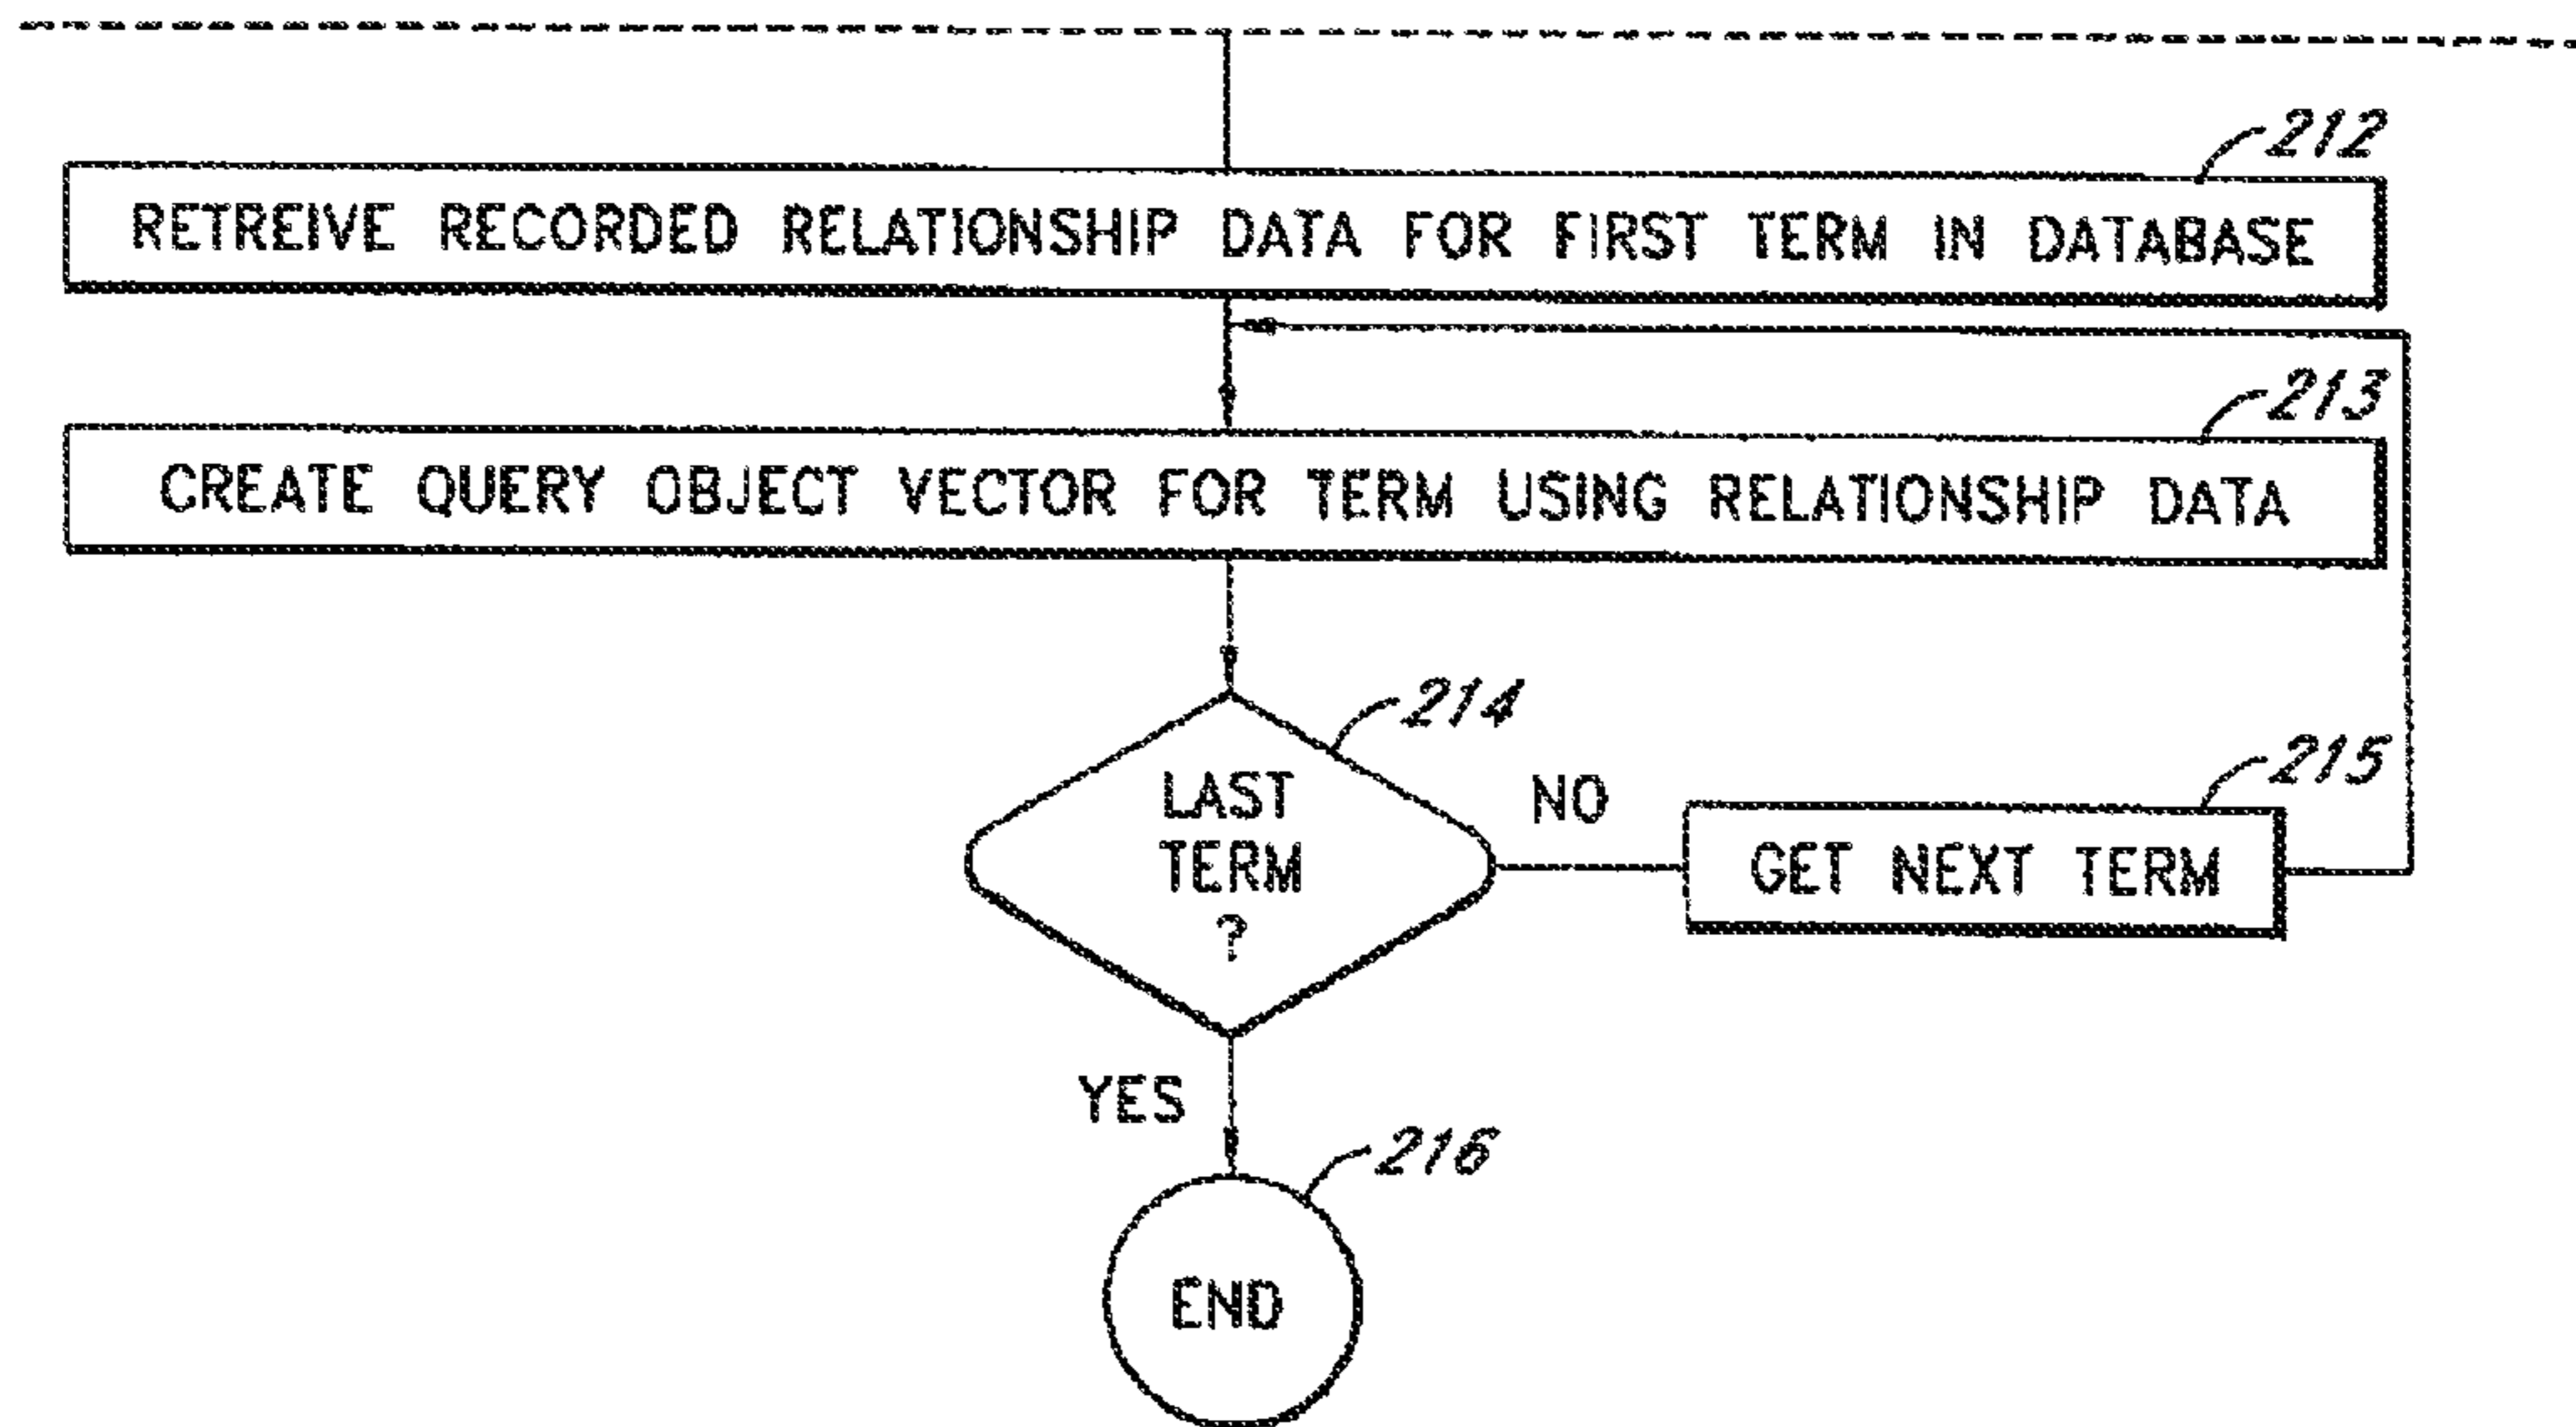 212
RETREIVE RECORDED RELATIONSHIP DATA FOR FIRST TERM IN DATABASE
213
CREATE QUERY OBJECT VECTOR FOR TERM USING RELATIONSHIP DATA
214
LAST
TERM
?
NO
215
GET NEXT TERM
YES
216
END